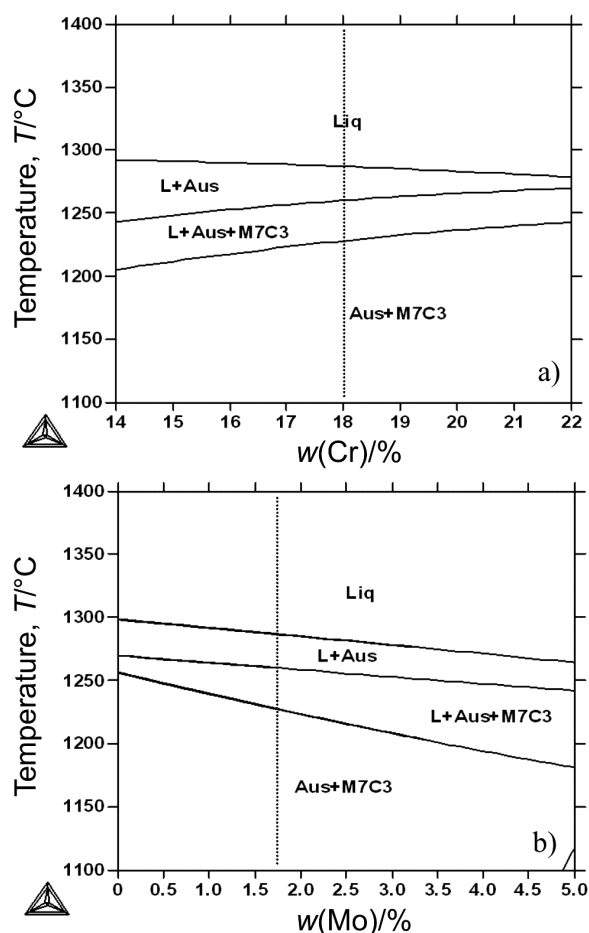 1400
1350
1300
1250
1200
1150
1100
Temperature, T/°C
Liq
L+Aus
L+Aus+M7C3
Aus+M7C3
a)
14 15 16 17 18 19 20 21 22
w(Cr)/%
1400
1350
1300
1250
1200
1150
1100
Temperature, T/°C
Liq
L+Aus
L+Aus+M7C3
Aus+M7C3
b)
0 0.5 1.0 1.5 2.0 2.5 3.0 3.5 4.0 4.5 5.0
w(Mo)/%